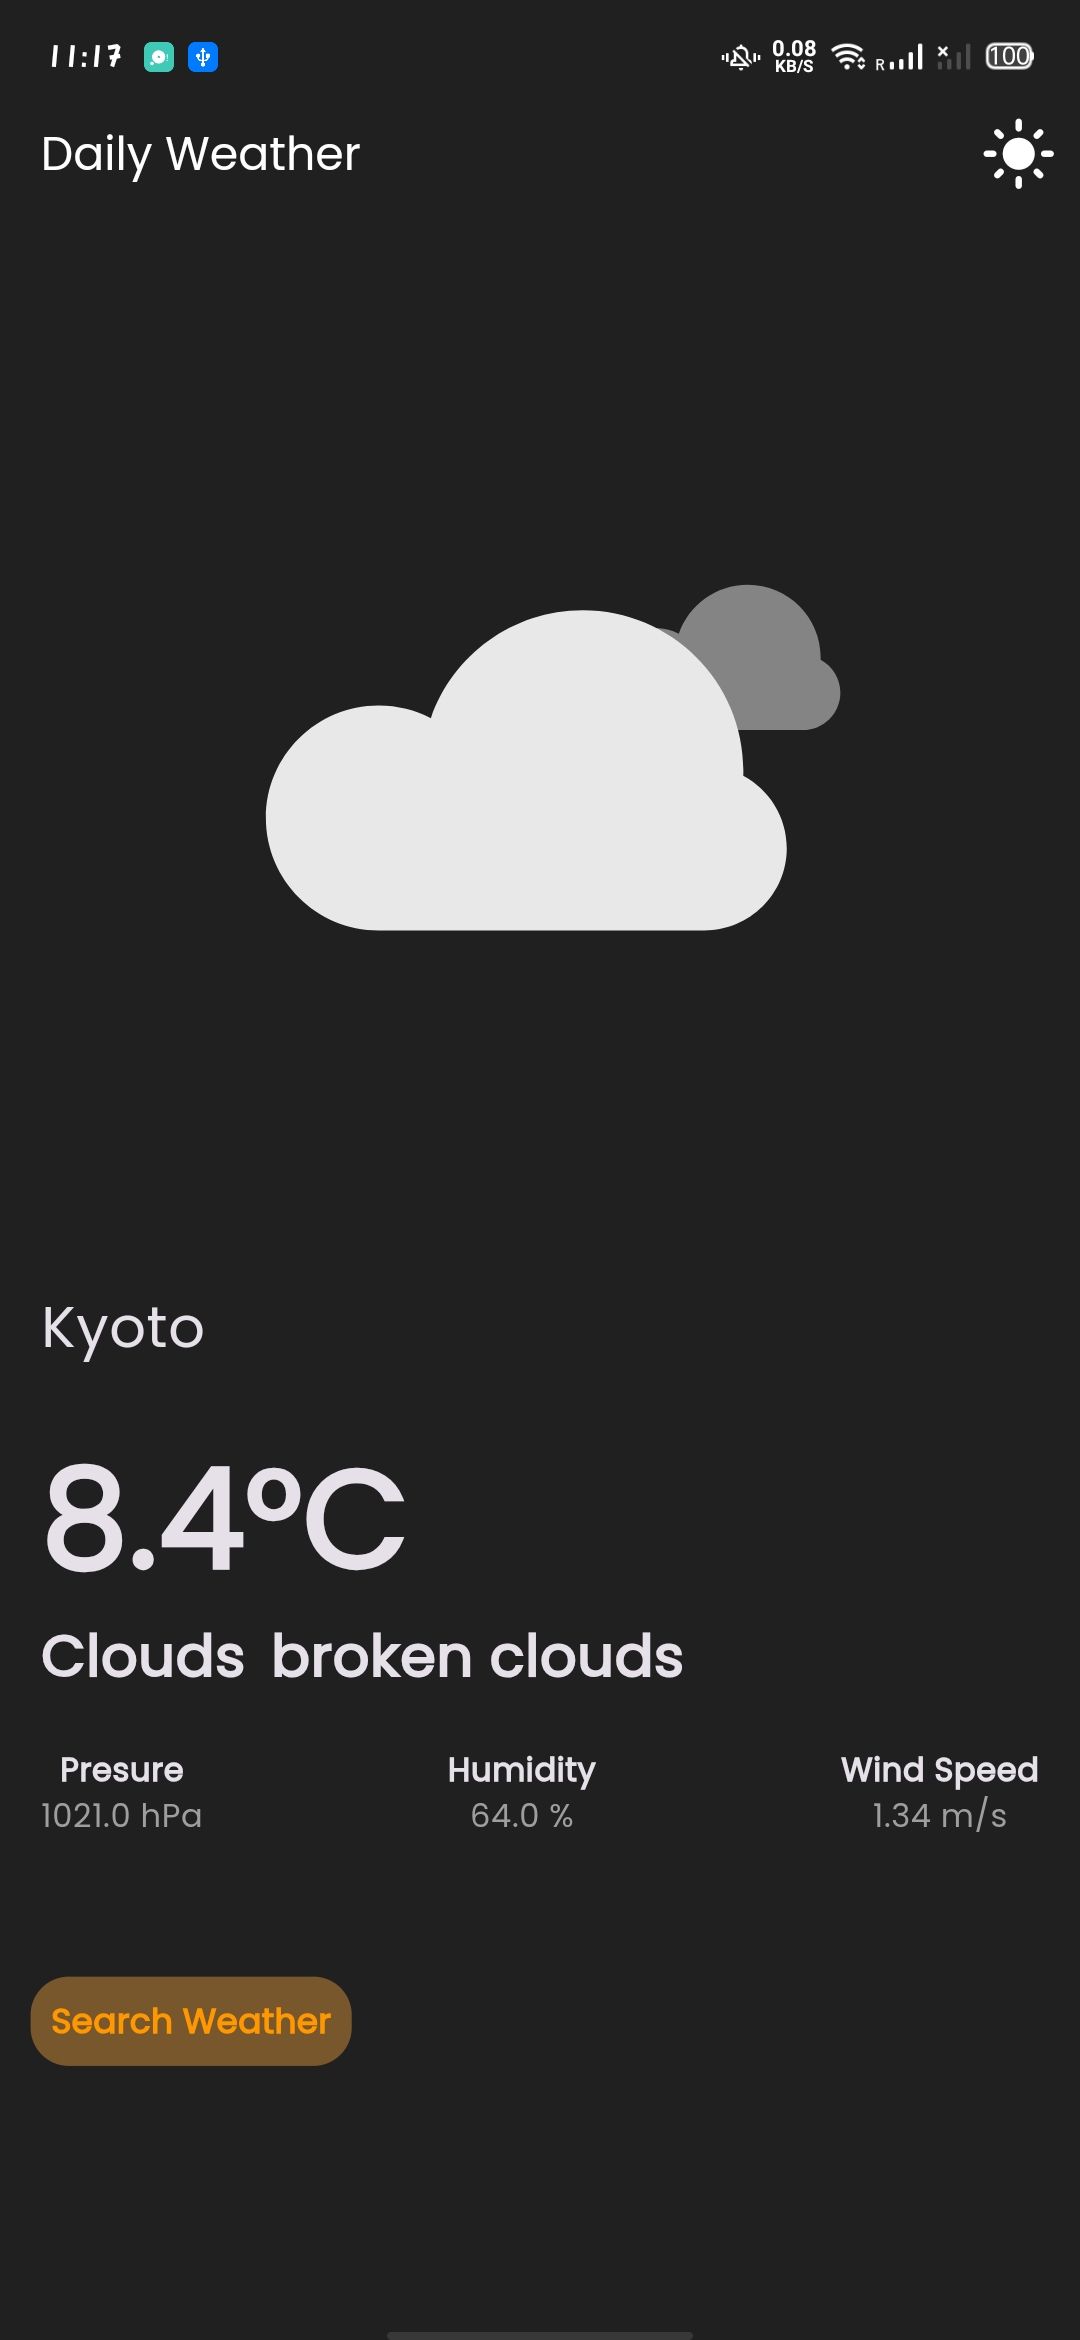 11:17 0.08 KB/S R 100
Daily Weather
Kyoto
8.4°C
Clouds broken clouds
Presure Humidity Wind Speed
1021.0 hPa 64.0 % 1.34 m/s
Search Weather